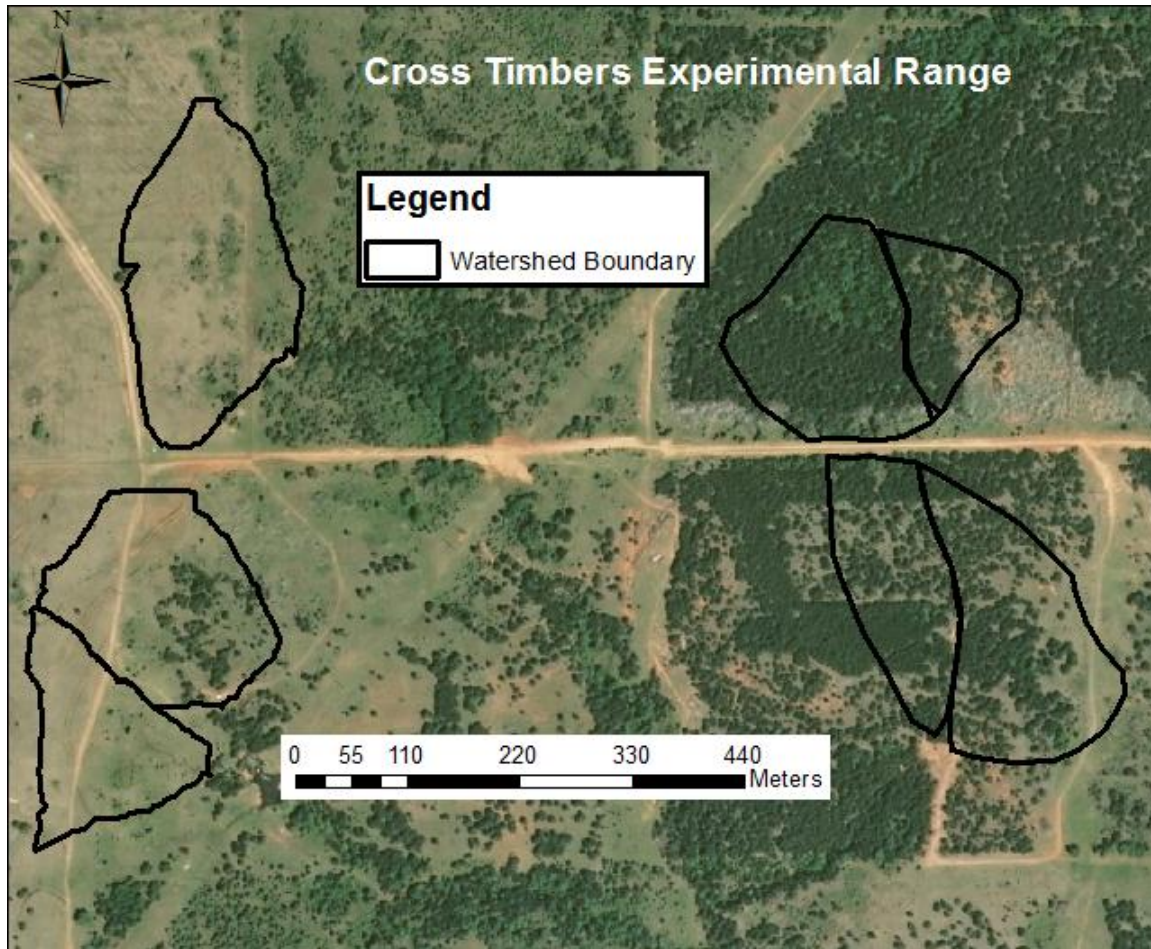 N
Cross Timbers Experimental Range
Legend
Watershed Boundary
0 55 110 220 330 440
Meters